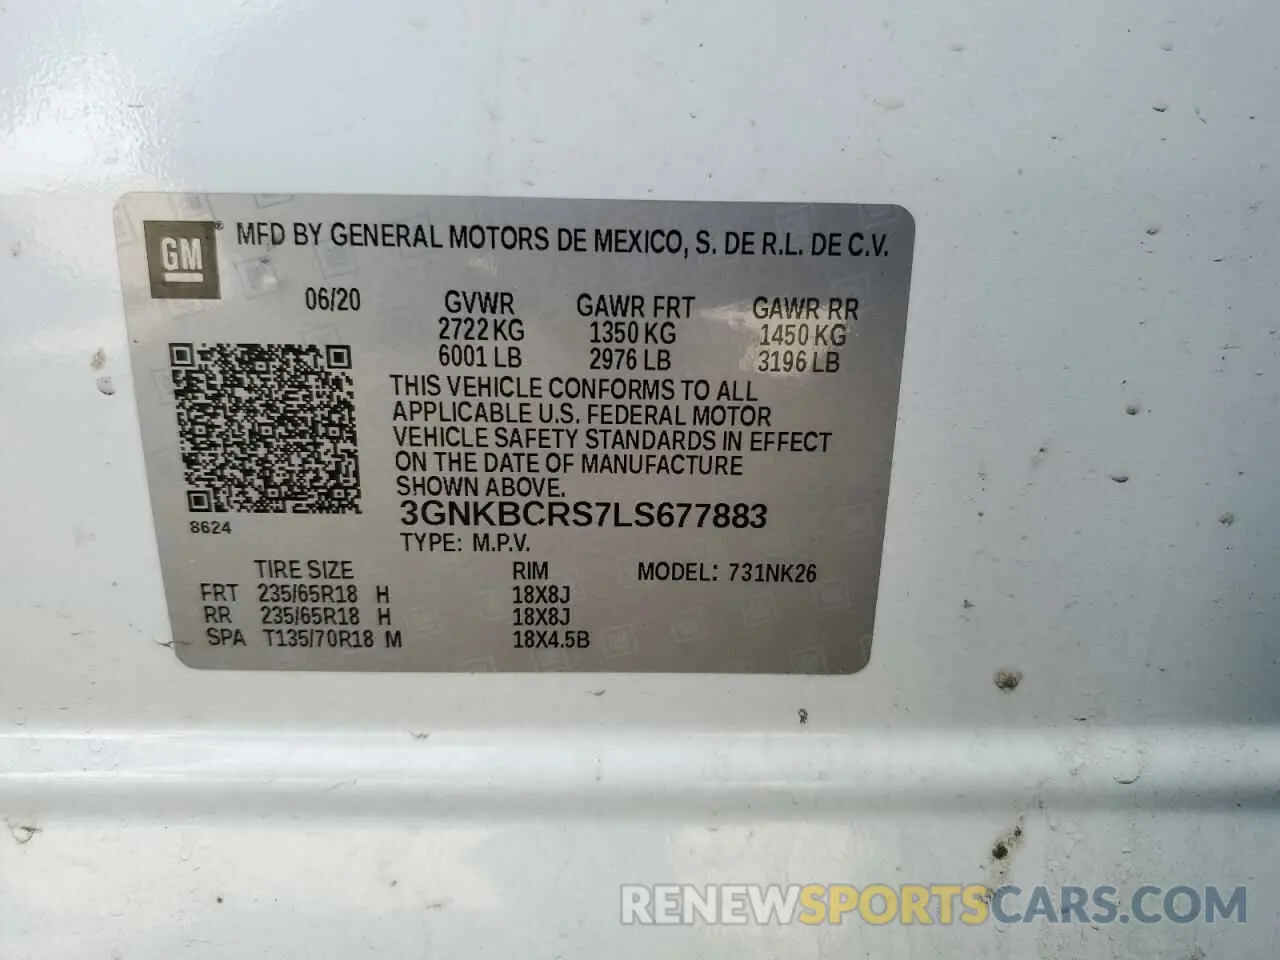 GM ® MFD BY GENERAL MOTORS DE MEXICO, S. DE R.L. DE C.V.
06/20 GVWR GAWR FRT GAWR RR
2722 KG 1350 KG 1450 KG
6001 LB 2976 LB 3196 LB
THIS VEHICLE CONFORMS TO ALL
APPLICABLE U.S. FEDERAL MOTOR
VEHICLE SAFETY STANDARDS IN EFFECT
ON THE DATE OF MANUFACTURE
SHOWN ABOVE.
8624 3GNKBCRS7LS677883
TYPE: M.P.V.
TIRE SIZE RIM MODEL: 731NK26
FRT 235/65R18 H 18X8J
RR 235/65R18 H 18X8J
SPA T135/70R18 M 18X4.5B
RENEWSPORTSCARS.COM